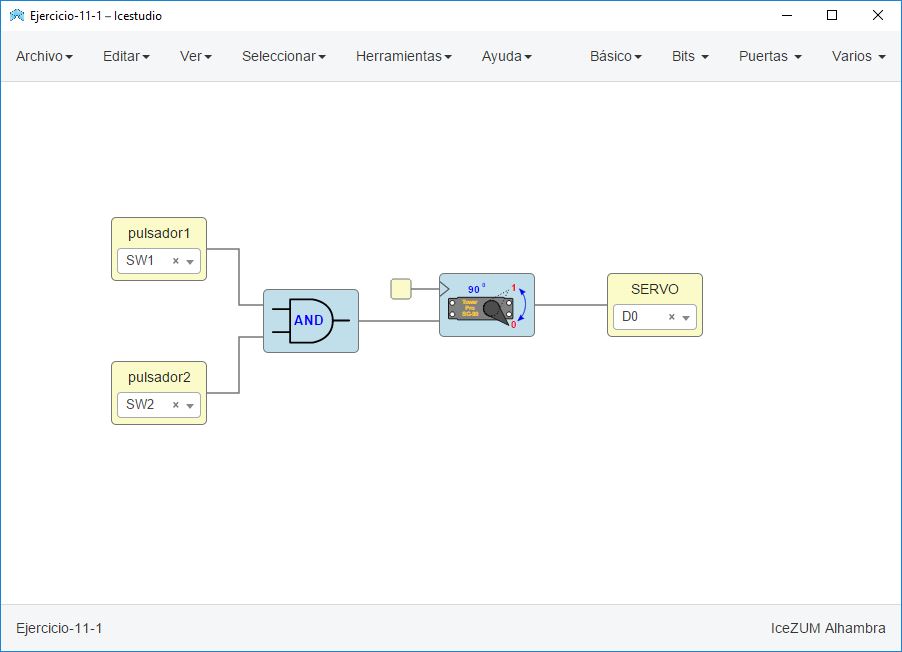 Ejercicio-11-1 – Icestudio
Archivo Editar Ver Seleccionar Herramientas Ayuda Básico Bits Puertas Varios
pulsador1
SW1 ×
AND
90° 1
Tower
Pro
SG-90
0
SERVO
D0 ×
pulsador2
SW2 ×
Ejercicio-11-1 IceZUM Alhambra